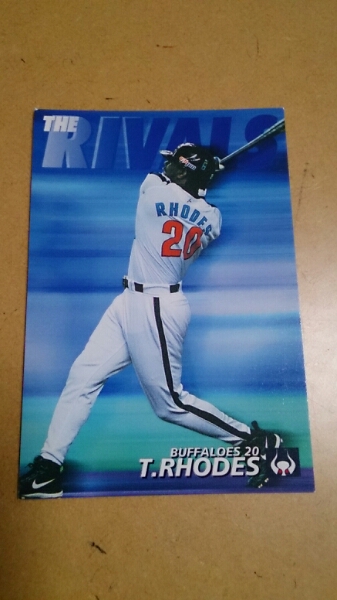 THE
RIVALS
RHODES
20
BUFFALOES 20
T.RHODES